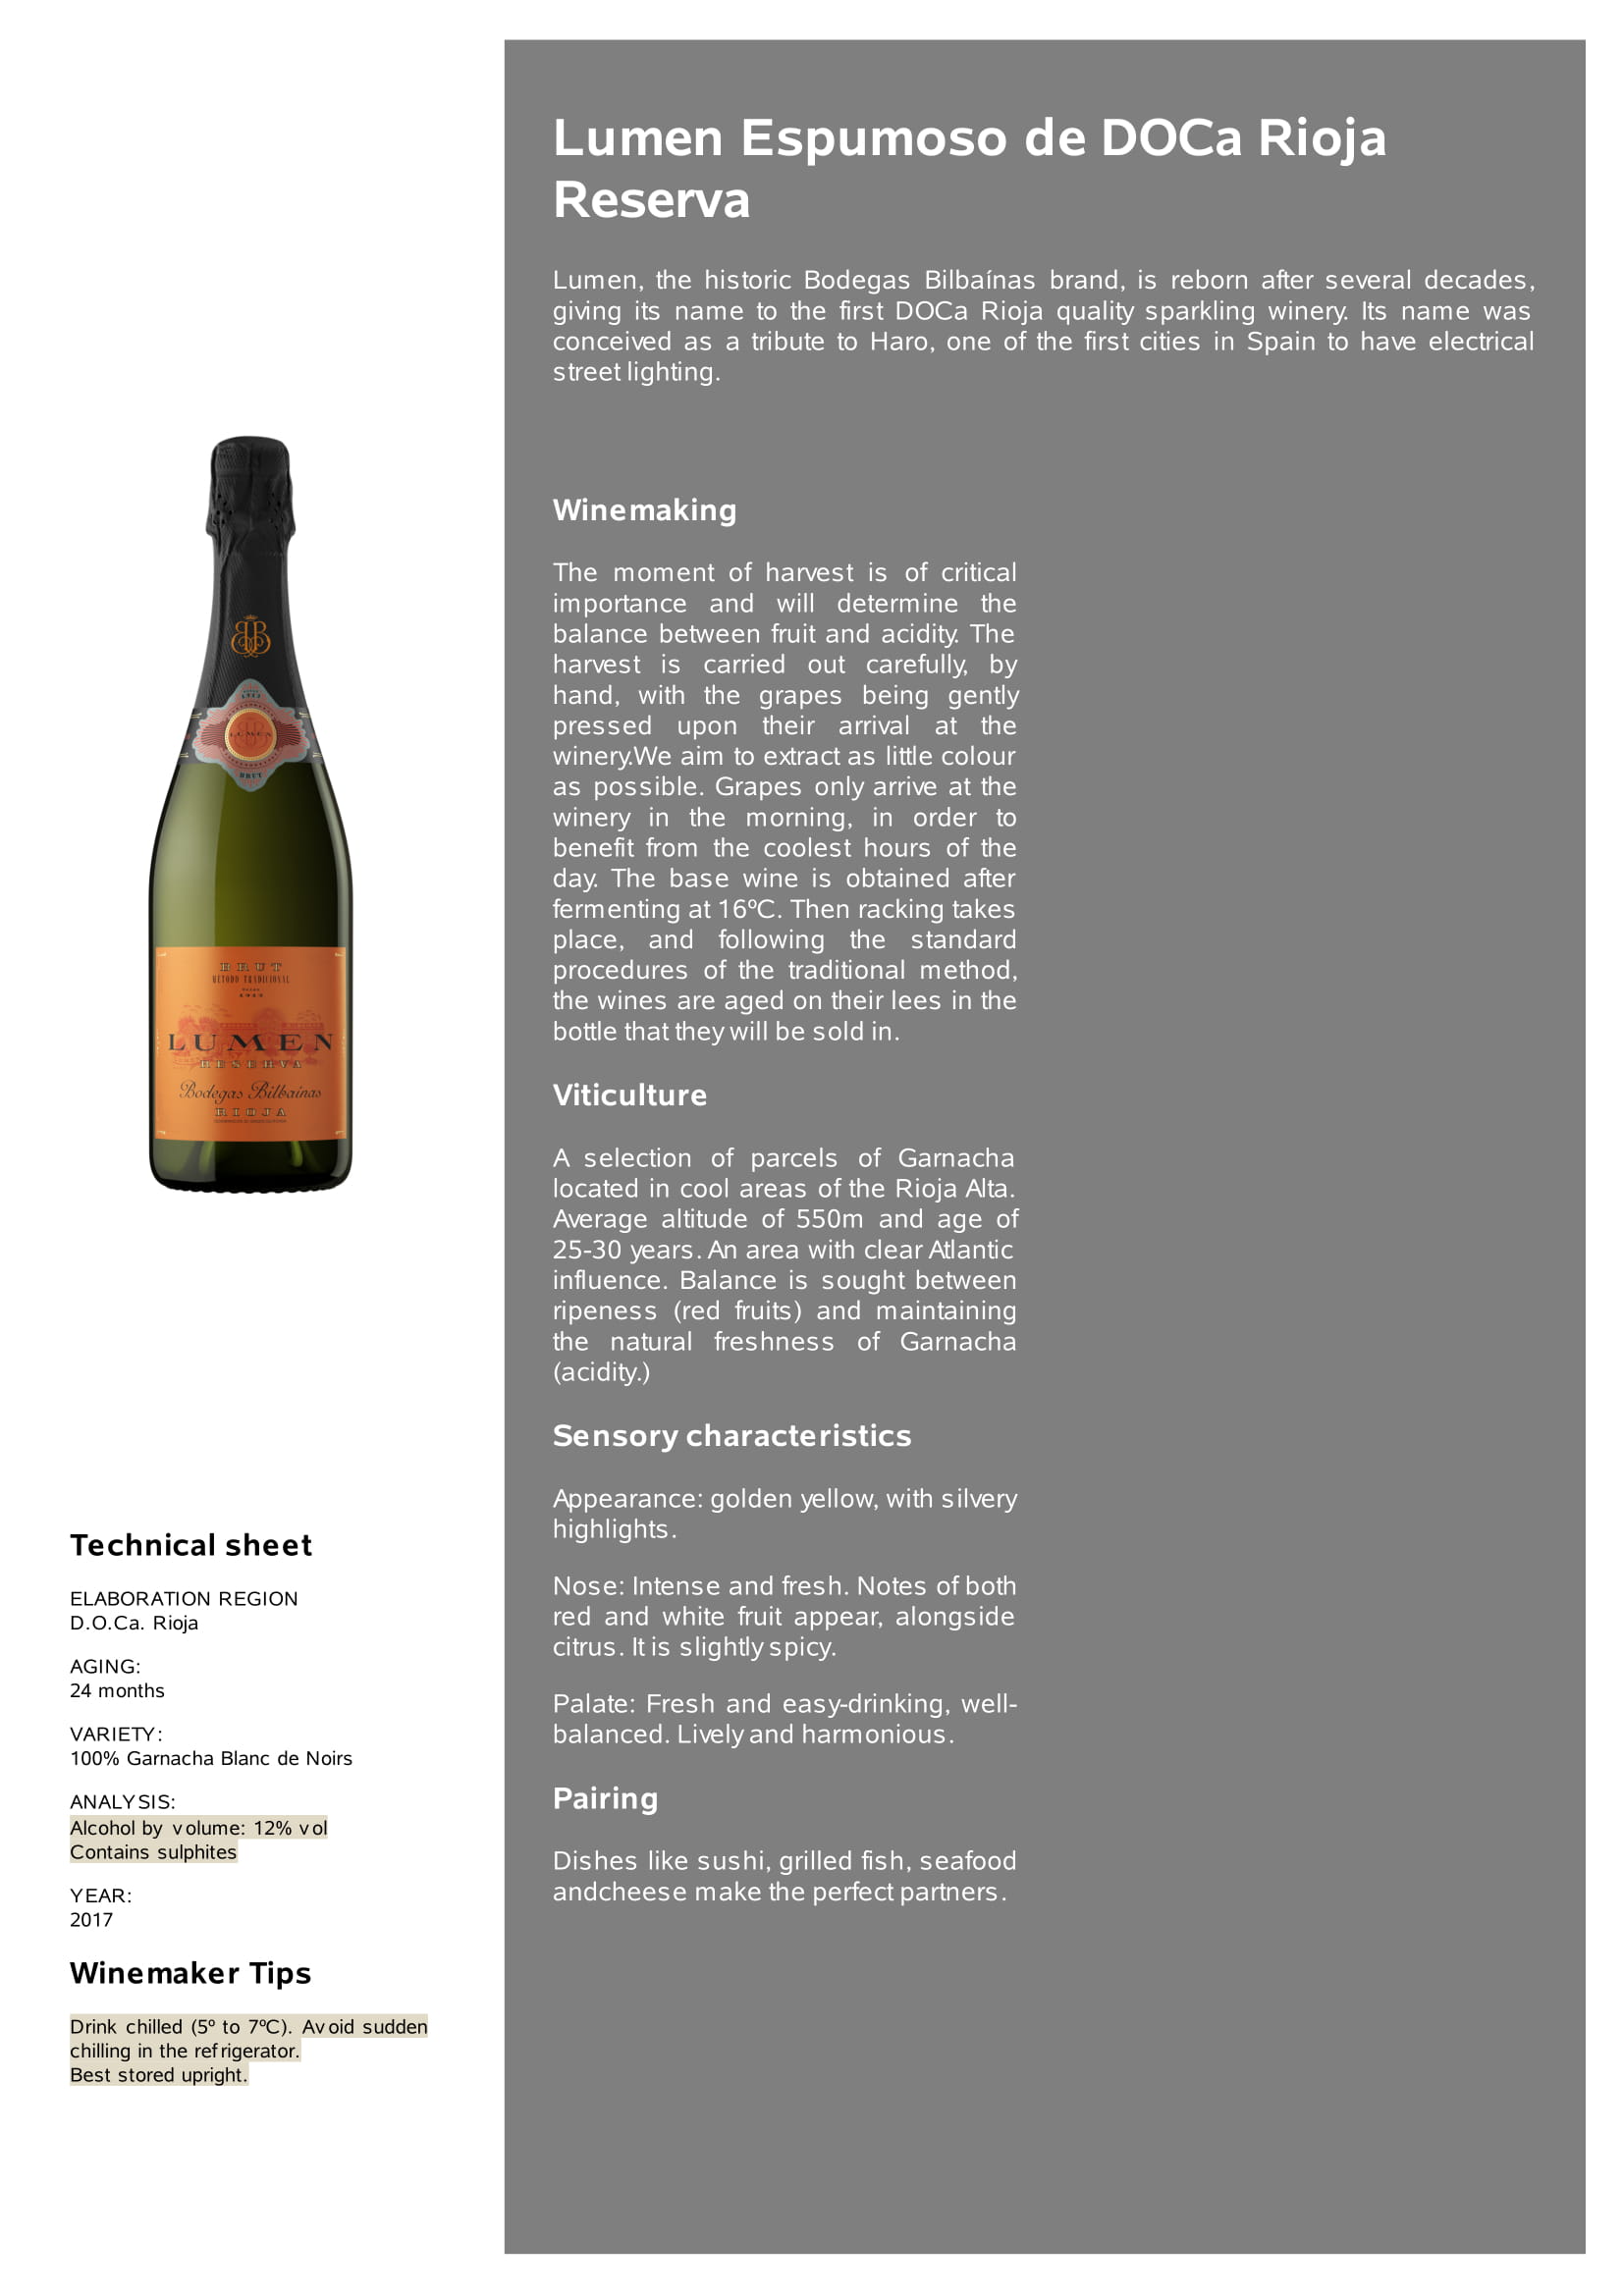 Lumen Espumoso de DOCa Rioja
Reserva
Lumen, the historic Bodegas Bilbaínas brand, is reborn after several decades,
giving its name to the first DOCa Rioja quality sparkling winery. Its name was
conceived as a tribute to Haro, one of the first cities in Spain to have electrical
street lighting.
Winemaking
The moment of harvest is of critical
importance and will determine the
balance between fruit and acidity. The
harvest is carried out carefully, by
hand, with the grapes being gently
pressed upon their arrival at the
winery.We aim to extract as little colour
as possible. Grapes only arrive at the
winery in the morning, in order to
benefit from the coolest hours of the
day. The base wine is obtained after
fermenting at 16ºC. Then racking takes
place, and following the standard
procedures of the traditional method,
the wines are aged on their lees in the
bottle that they will be sold in.
Viticulture
A selection of parcels of Garnacha
located in cool areas of the Rioja Alta.
Average altitude of 550m and age of
25-30 years. An area with clear Atlantic
influence. Balance is sought between
ripeness (red fruits) and maintaining
the natural freshness of Garnacha
(acidity.)
Sensory characteristics
Appearance: golden yellow, with silvery
highlights.
Nose: Intense and fresh. Notes of both
red and white fruit appear, alongside
citrus. It is slightly spicy.
Palate: Fresh and easy-drinking, well-
balanced. Lively and harmonious.
Pairing
Dishes like sushi, grilled fish, seafood
andcheese make the perfect partners.
LUMEN
BRUT
BRUT
METODO TRADICIONAL
LUMEN
RESERVA
Bodegas Bilbaínas
RIOJA
Technical sheet
ELABORATION REGION
D.O.Ca. Rioja
AGING:
24 months
VARIETY:
100% Garnacha Blanc de Noirs
ANALYSIS:
Alcohol by volume: 12% vol
Contains sulphites
YEAR:
2017
Winemaker Tips
Drink chilled (5º to 7ºC). Avoid sudden
chilling in the refrigerator.
Best stored upright.